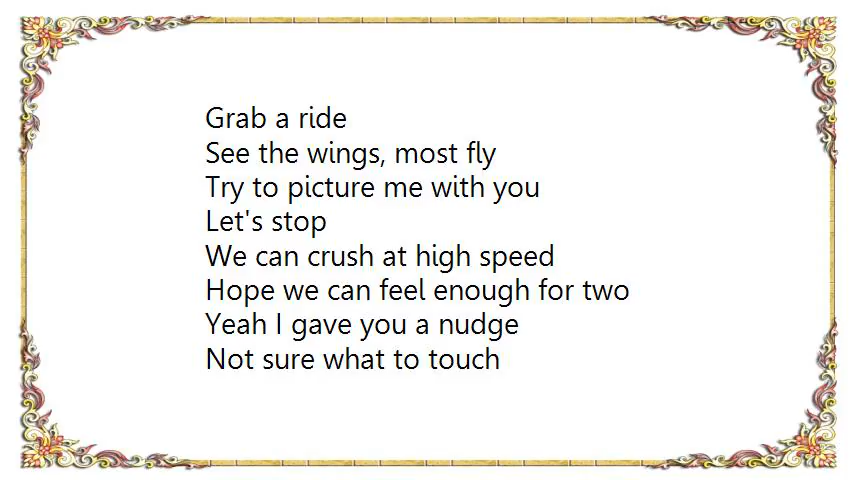 Grab a ride
See the wings, most fly
Try to picture me with you
Let's stop
We can crush at high speed
Hope we can feel enough for two
Yeah I gave you a nudge
Not sure what to touch